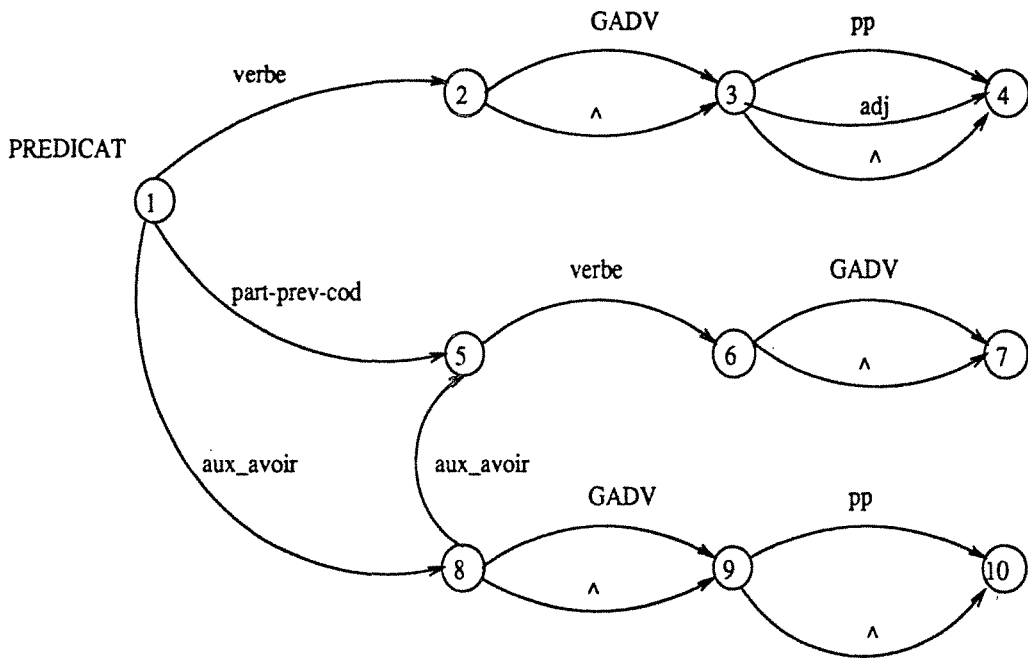 GADV pp
verbe
2 3 4
^ adj
^
PREDICAT
1
verbe GADV
part-prev-cod
5 6 7
^
aux_avoir aux_avoir
GADV pp
8 9 10
^
^